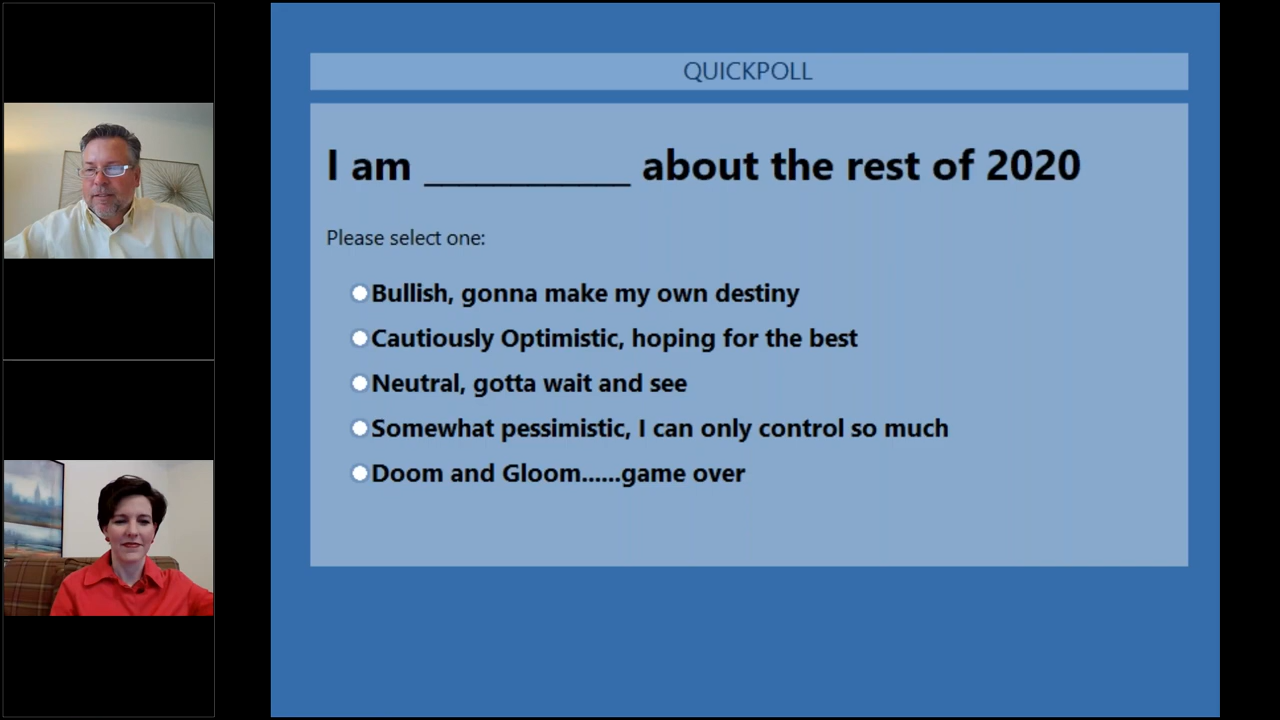 QUICKPOLL
I am ___________ about the rest of 2020
Please select one:
Bullish, gonna make my own destiny
Cautiously Optimistic, hoping for the best
Neutral, gotta wait and see
Somewhat pessimistic, I can only control so much
Doom and Gloom......game over